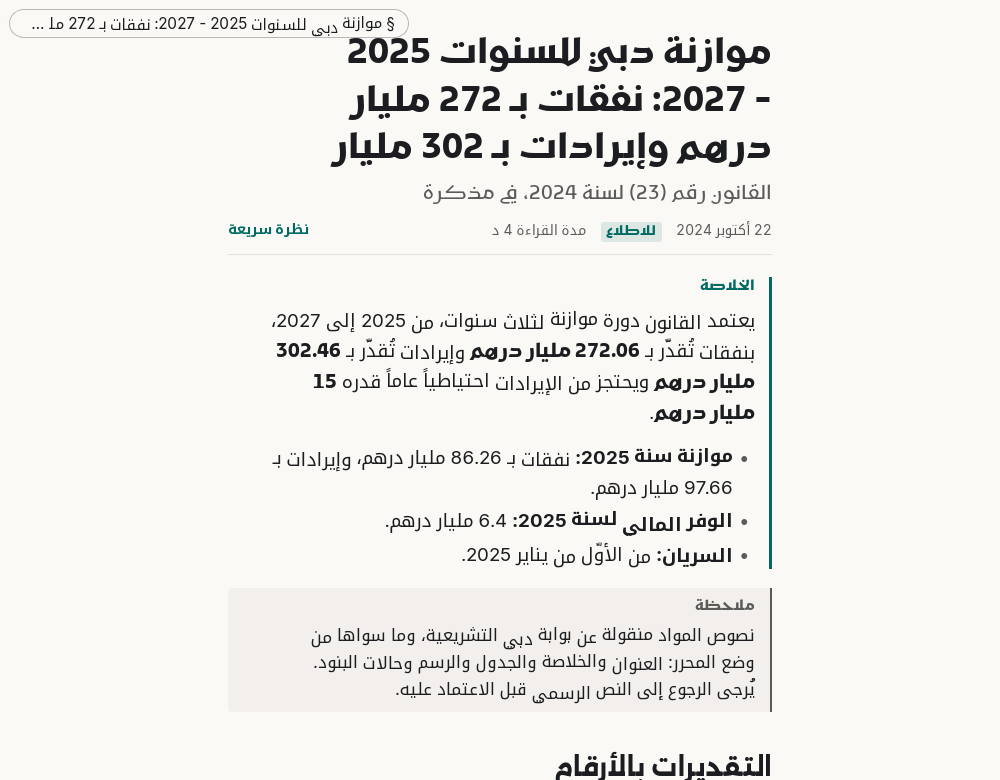 § موازنة دبي للسنوات 2025 - 2027: نفقات بـ 272 ملـ ...
موازنة دبي للسنوات 2025
- 2027: نفقات بـ 272 مليار
درهم وإيرادات بـ 302 مليار
القانون رقم (23) لسنة 2024، في مذكرة
22 أكتوبر 2024 للاطلاع مدة القراءة 4 د نظرة سريعة
الخلاصة
يعتمد القانون دورة موازنة لثلاث سنوات، من 2025 إلى 2027،
بنفقات تُقدّر بـ 272.06 مليار درهم وإيرادات تُقدّر بـ 302.46
مليار درهم ويحتجز من الإيرادات احتياطياً عاماً قدره 15
مليار درهم.
• موازنة سنة 2025: نفقات بـ 86.26 مليار درهم، وإيرادات بـ
97.66 مليار درهم.
• الوفر المالي لسنة 2025: 6.4 مليار درهم.
• السريان: من الأوّل من يناير 2025.
ملاحظة
نصوص المواد منقولة عن بوابة دبي التشريعية، وما سواها من
وضع المحرر: العنوان والخلاصة والجدول والرسم وحالات البنود.
يُرجى الرجوع إلى النص الرسمي قبل الاعتماد عليه.
التقديرات بالأرقام